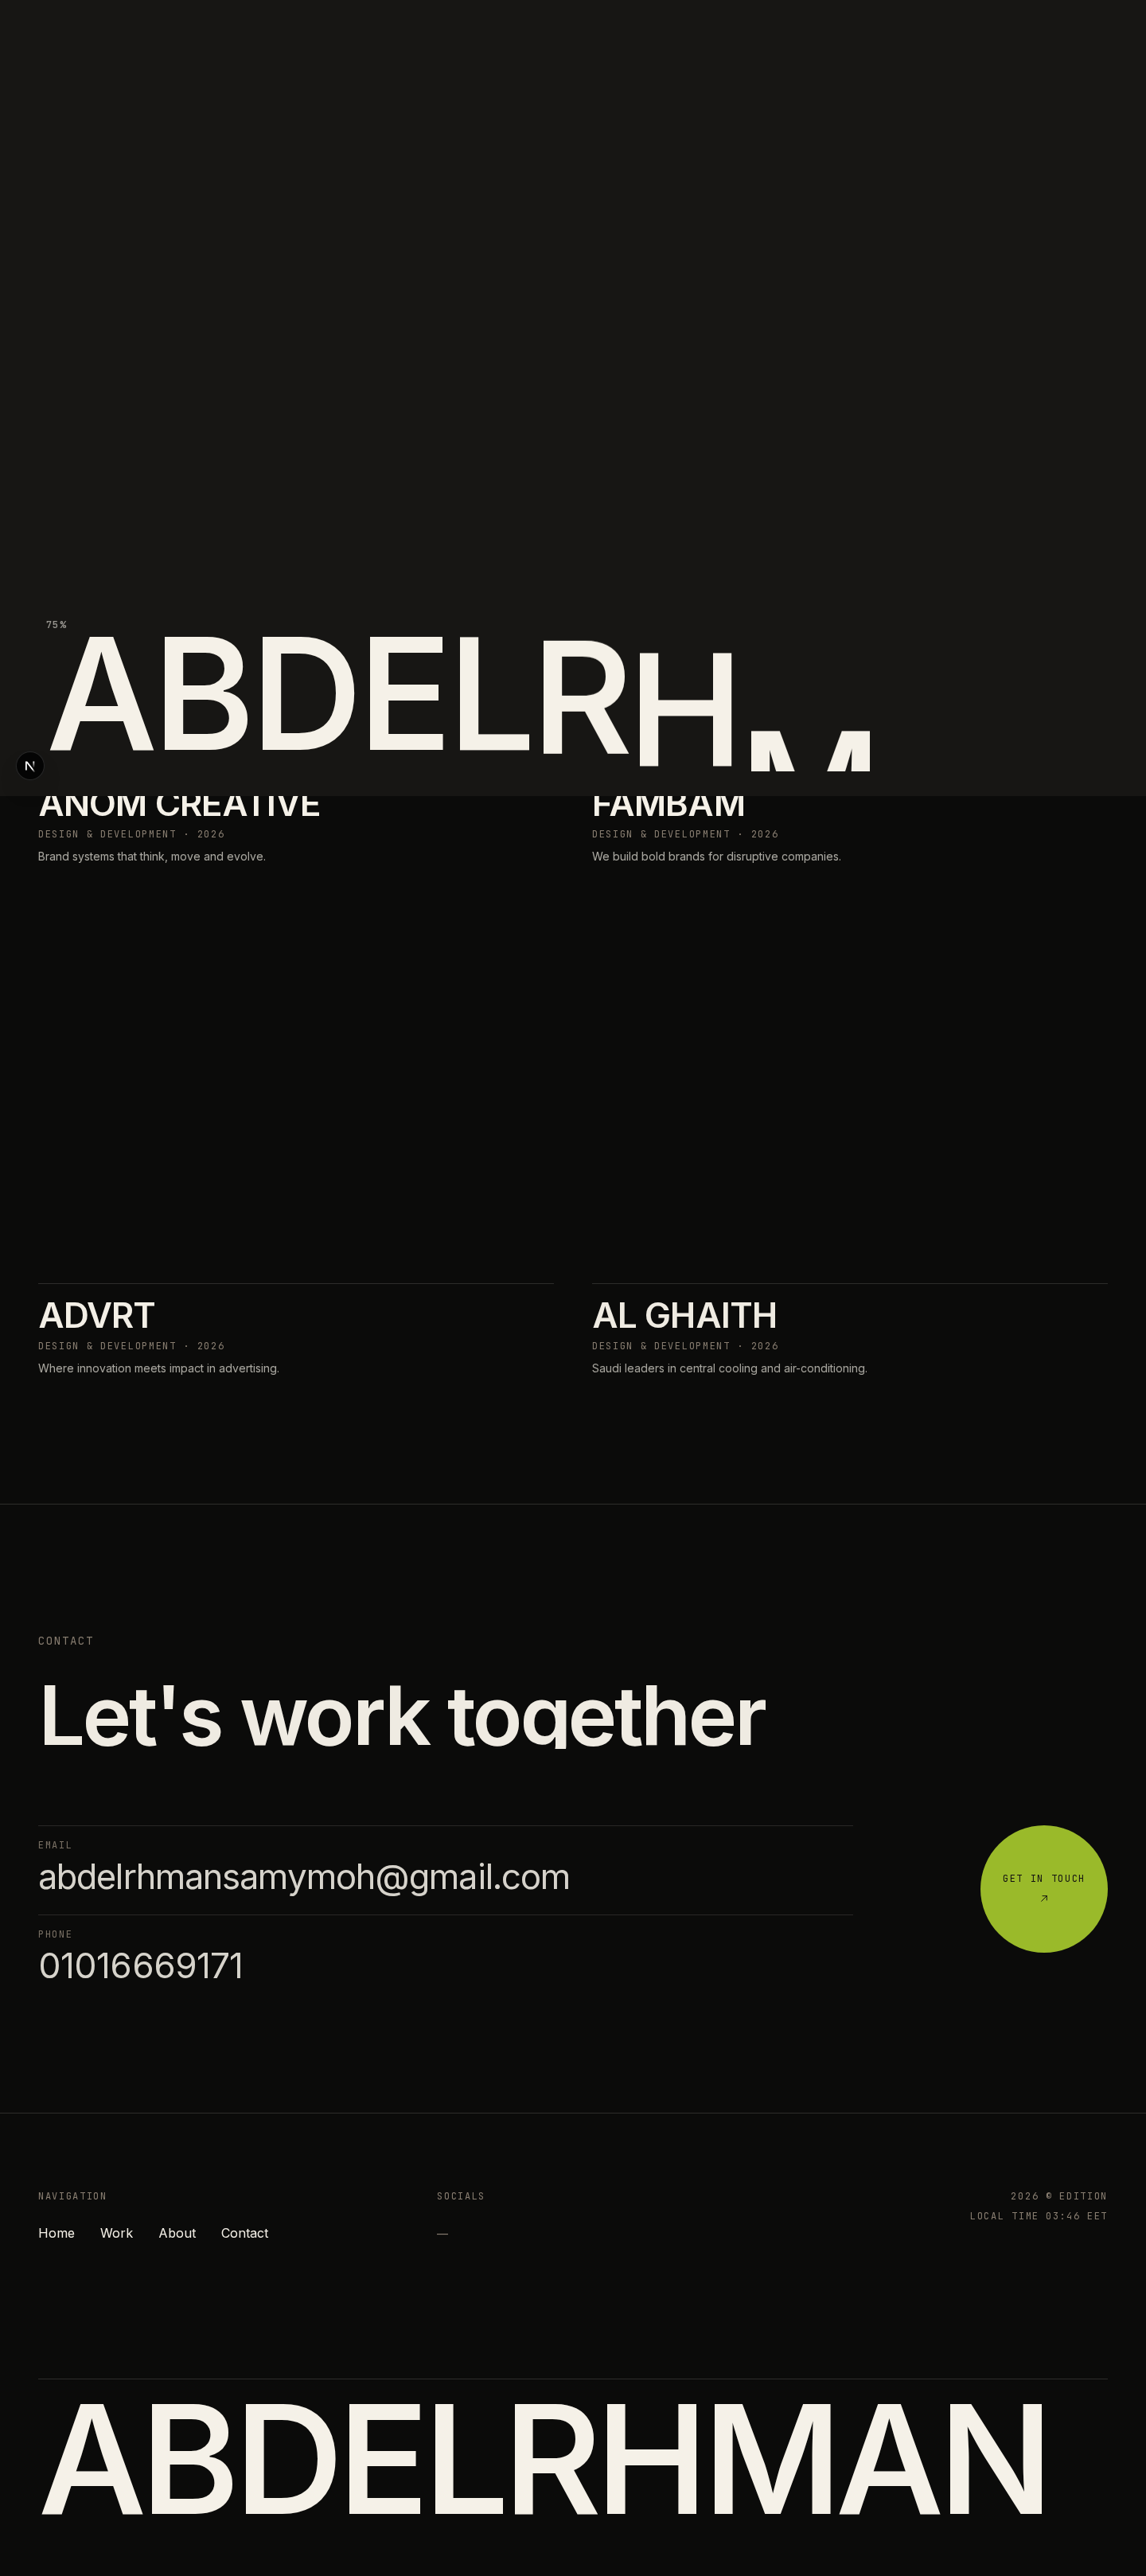 75%
ABDELRHM
N
ANOM CREATIVE
FAMBAM
DESIGN & DEVELOPMENT · 2026
DESIGN & DEVELOPMENT · 2026
Brand systems that think, move and evolve.
We build bold brands for disruptive companies.
ADVRT
AL GHAITH
DESIGN & DEVELOPMENT · 2026
DESIGN & DEVELOPMENT · 2026
Where innovation meets impact in advertising.
Saudi leaders in central cooling and air-conditioning.
CONTACT
Let's work together
EMAIL
abdelrhmansamymoh@gmail.com
GET IN TOUCH
↗
PHONE
01016669171
NAVIGATION
SOCIALS
2026 © EDITION
LOCAL TIME 03:46 EET
Home Work About Contact
—
ABDELRHMAN